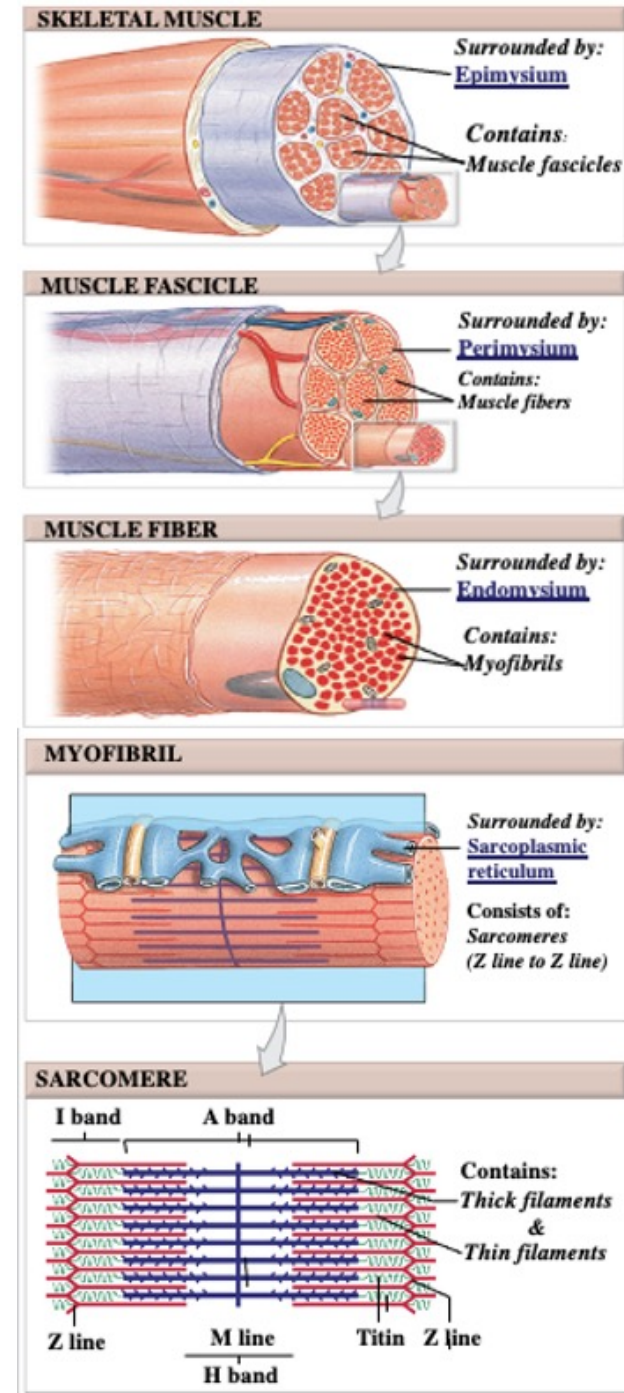 SKELETAL MUSCLE
Surrounded by:
Epimysium
Contains:
Muscle fascicles
MUSCLE FASCICLE
Surrounded by:
Perimysium
Contains:
Muscle fibers
MUSCLE FIBER
Surrounded by:
Endomysium
Contains:
Myofibrils
MYOFIBRIL
Surrounded by:
Sarcoplasmic
reticulum
Consists of:
Sarcomeres
(Z line to Z line)
SARCOMERE
I band
A band
Contains:
Thick filaments
&
Thin filaments
Z line
M line
Titin
Z line
H band